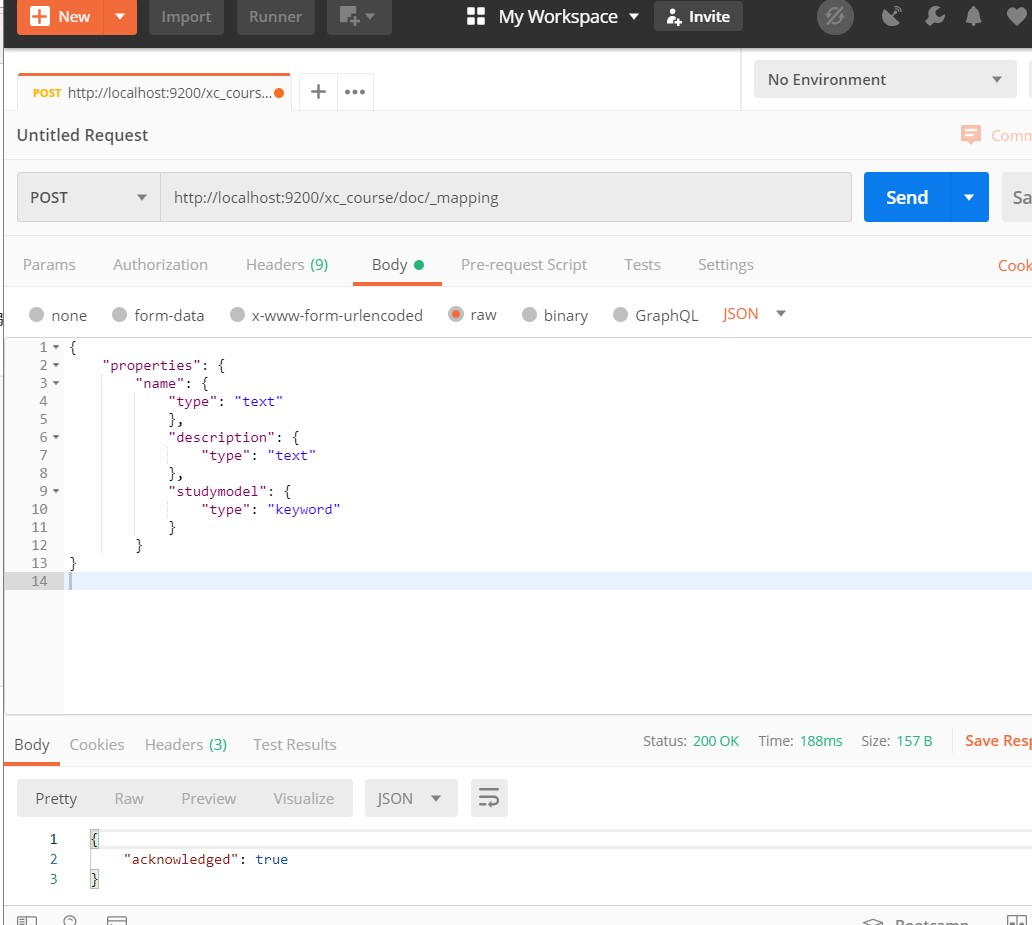 New Import Runner My Workspace Invite
POST http://localhost:9200/xc_cours... No Environment
Untitled Request
POST http://localhost:9200/xc_course/doc/_mapping Send
Params Authorization Headers (9) Body Pre-request Script Tests Settings
none form-data x-www-form-urlencoded raw binary GraphQL JSON
1 {
2 "properties": {
3 "name": {
4 "type": "text"
5 },
6 "description": {
7 "type": "text"
8 },
9 "studymodel": {
10 "type": "keyword"
11 }
12 }
13 }
14
Body Cookies Headers (3) Test Results Status: 200 OK Time: 188ms Size: 157 B Save
Pretty Raw Preview Visualize JSON
1 {
2 "acknowledged": true
3 }
Bootcamp